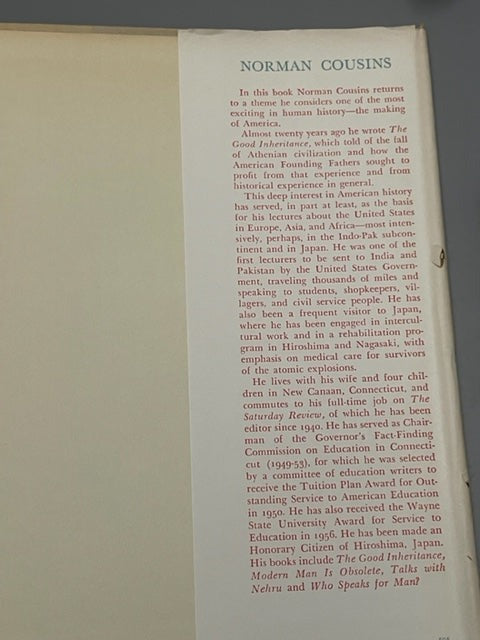 NORMAN COUSINS
In this book Norman Cousins returns
to a theme he considers one of the most
exciting in human history—the making
of America.
Almost twenty years ago he wrote The
Good Inheritance, which told of the fall
of Athenian civilization and how the
American Founding Fathers sought to
profit from that experience and from
historical experience in general.
This deep interest in American history
has served, in part at least, as the basis
for his lectures about the United States
in Europe, Asia, and Africa—most inten-
sively, perhaps, in the Indo-Pak subcon-
tinent and in Japan. He was one of the
first lecturers to be sent to India and
Pakistan by the United States Govern-
ment, traveling thousands of miles and
speaking to students, shopkeepers, vil-
lagers, and civil service people. He has
also been a frequent visitor to Japan,
where he has been engaged in intercul-
tural work and in a rehabilitation pro-
gram in Hiroshima and Nagasaki, with
emphasis on medical care for survivors
of the atomic explosions.
He lives with his wife and four chil-
dren in New Canaan, Connecticut, and
commutes to his full-time job on The
Saturday Review, of which he has been
editor since 1940. He has served as Chair-
man of the Governor's Fact-Finding
Commission on Education in Connecti-
cut (1949-53), for which he was selected
by a committee of education writers to
receive the Tuition Plan Award for Out-
standing Service to American Education
in 1950. He has also received the Wayne
State University Award for Service to
Education in 1956. He has been made an
Honorary Citizen of Hiroshima, Japan.
His books include The Good Inheritance,
Modern Man Is Obsolete, Talks with
Nehru and Who Speaks for Man?